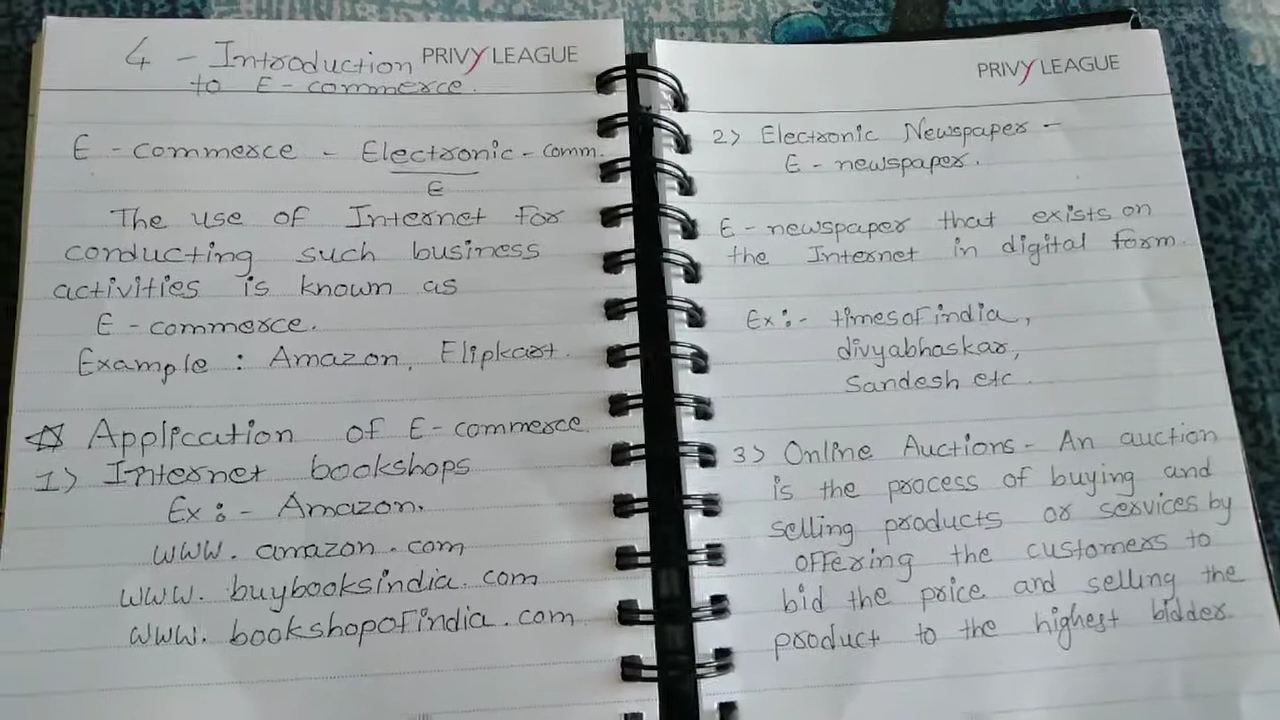 4 - Introduction PRIVY LEAGUE
to E-commerce.
E-commerce - Electronic-comm.
E
The use of Internet for
conducting such business
activities is known as
E-commerce.
Example : Amazon, Flipkart.
☆ Application of E-commerce
1) Internet bookshops
Ex:- Amazon.
www.amazon.com
www.buybooksindia.com
www.bookshopofindia.com
PRIVY LEAGUE
2) Electronic Newspaper -
E-newspaper.
E-newspaper that exists on
the Internet in digital form.
Ex:- timesofindia,
divyabhaskar,
Sandesh etc.
3) Online Auctions - An auction
is the process of buying and
selling products or services by
offering the customers to
bid the price and selling the
product to the highest bidder.